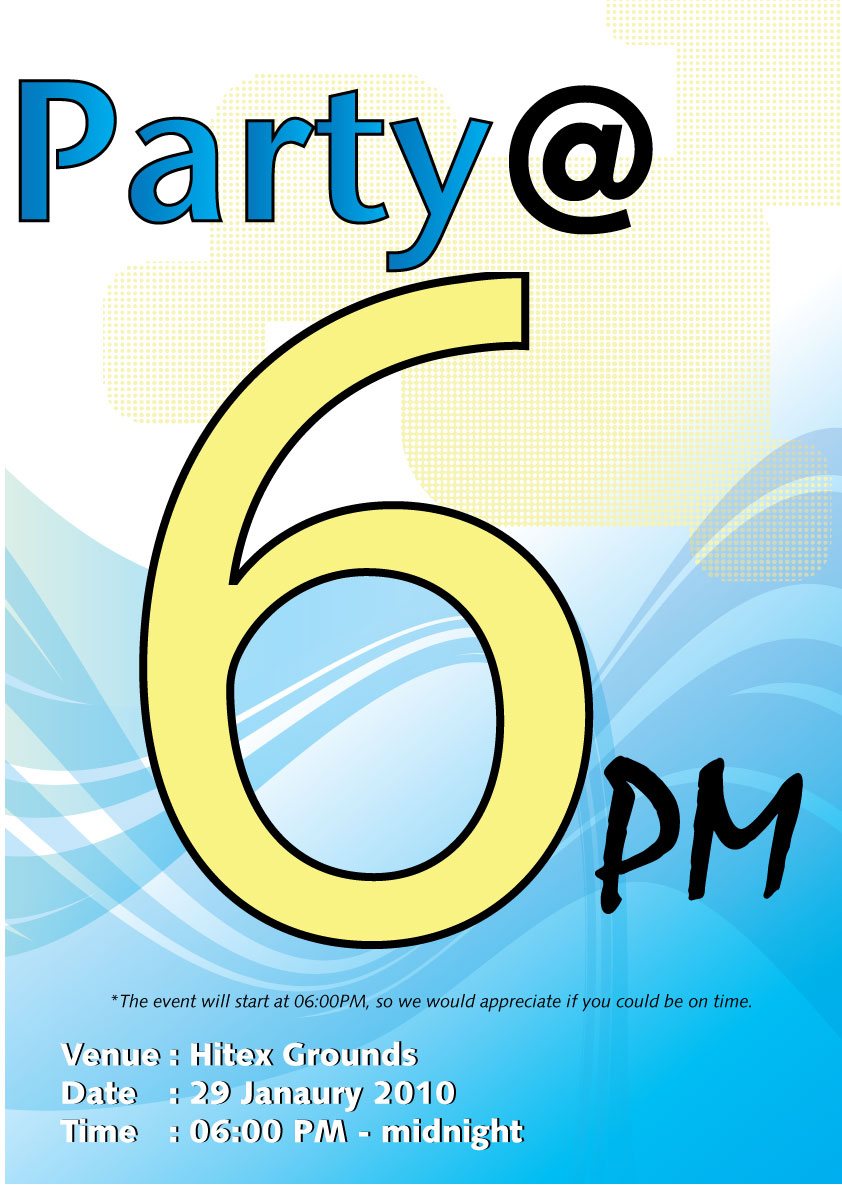 Party@
6
PM
*The event will start at 06:00PM, so we would appreciate if you could be on time.
Venue : Hitex Grounds
Date : 29 Janaury 2010
Time : 06:00 PM - midnight